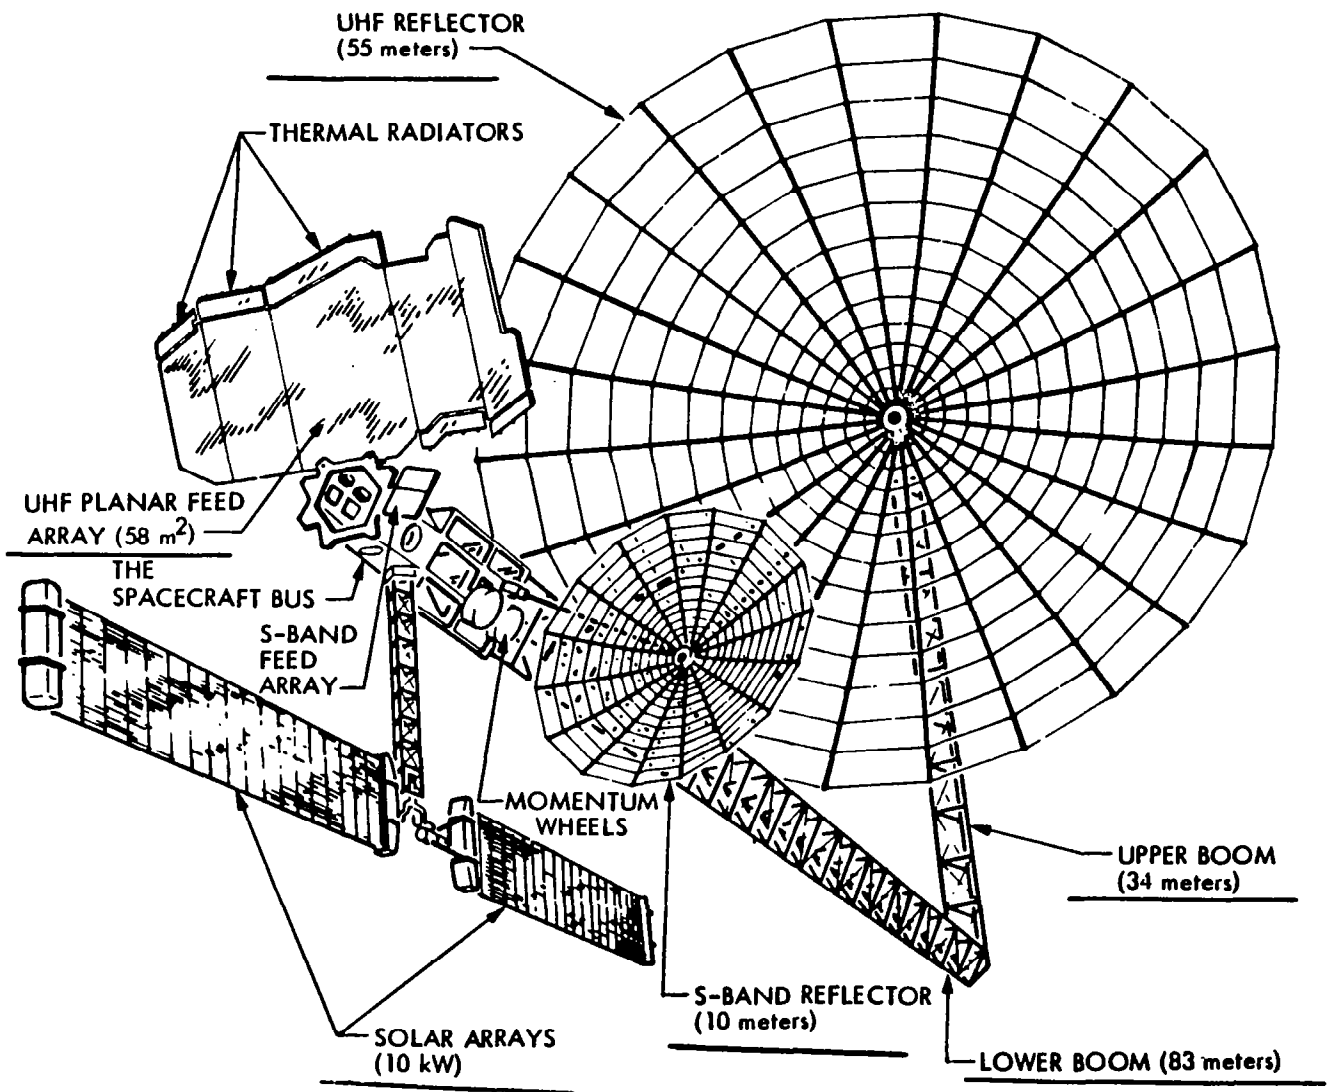 UHF REFLECTOR
(55 meters)
THERMAL RADIATORS
UHF PLANAR FEED
ARRAY (58 m²)
THE
SPACECRAFT BUS
S-BAND
FEED
ARRAY
MOMENTUM
WHEELS
UPPER BOOM
(34 meters)
S-BAND REFLECTOR
(10 meters)
SOLAR ARRAYS
(10 kW)
LOWER BOOM (83 meters)